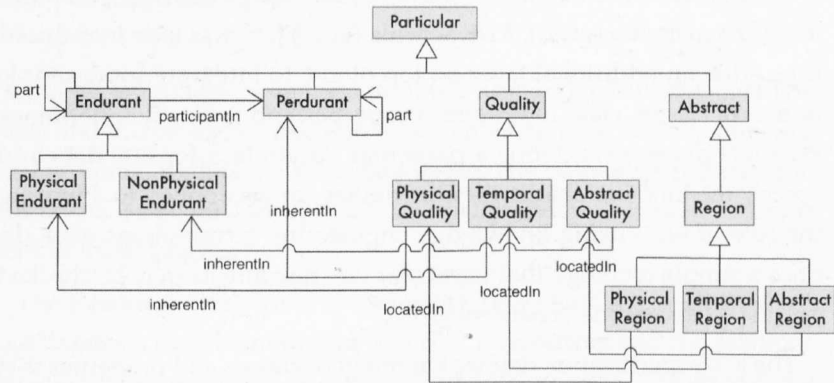 Particular
part
Endurant
participantIn
Perdurant
part
Quality
Abstract
Physical
Endurant
NonPhysical
Endurant
inherentIn
Physical
Quality
Temporal
Quality
Abstract
Quality
Region
inherentIn
locatedIn
inherentIn
locatedIn
locatedIn
Physical
Region
Temporal
Region
Abstract
Region